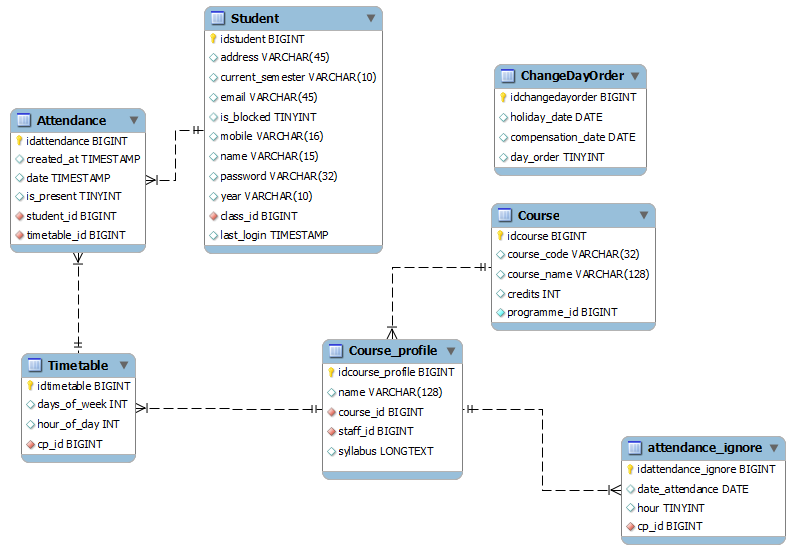 Student
idstudent BIGINT
address VARCHAR(45)
current_semester VARCHAR(10)
email VARCHAR(45)
is_blocked TINYINT
mobile VARCHAR(16)
name VARCHAR(15)
password VARCHAR(32)
year VARCHAR(10)
class_id BIGINT
last_login TIMESTAMP
ChangeDayOrder
idchangedayorder BIGINT
holiday_date DATE
compensation_date DATE
day_order TINYINT
Attendance
idattendance BIGINT
created_at TIMESTAMP
date TIMESTAMP
is_present TINYINT
student_id BIGINT
timetable_id BIGINT
Course
idcourse BIGINT
course_code VARCHAR(32)
course_name VARCHAR(128)
credits INT
programme_id BIGINT
Timetable
idtimetable BIGINT
days_of_week INT
hour_of_day INT
cp_id BIGINT
Course_profile
idcourse_profile BIGINT
name VARCHAR(128)
course_id BIGINT
staff_id BIGINT
syllabus LONGTEXT
attendance_ignore
idattendance_ignore BIGINT
date_attendance DATE
hour TINYINT
cp_id BIGINT